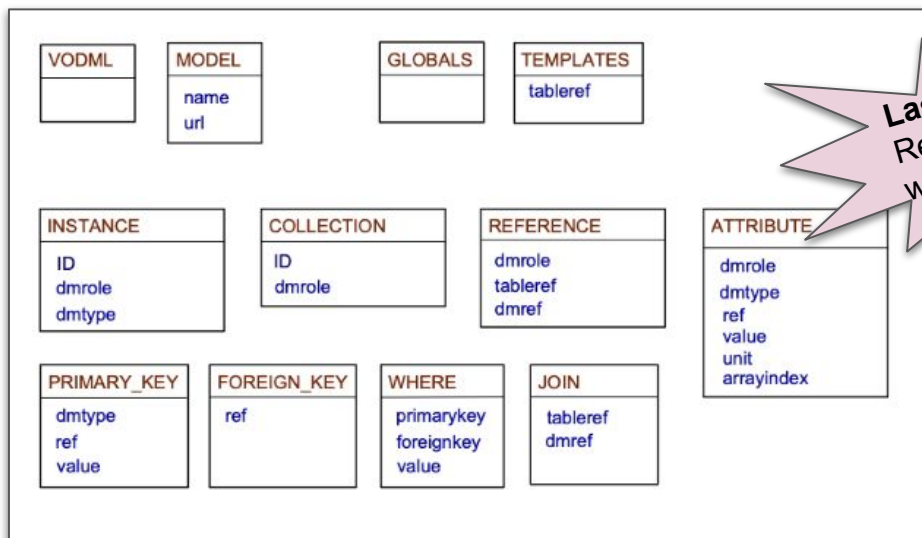 VODML
MODEL
name
url
GLOBALS
TEMPLATES
tableref
INSTANCE
ID
dmrole
dmtype
COLLECTION
ID
dmrole
REFERENCE
dmrole
tableref
dmref
ATTRIBUTE
dmrole
dmtype
ref
value
unit
arrayindex
PRIMARY_KEY
dmtype
ref
value
FOREIGN_KEY
ref
WHERE
primarykey
foreignkey
value
JOIN
tableref
dmref